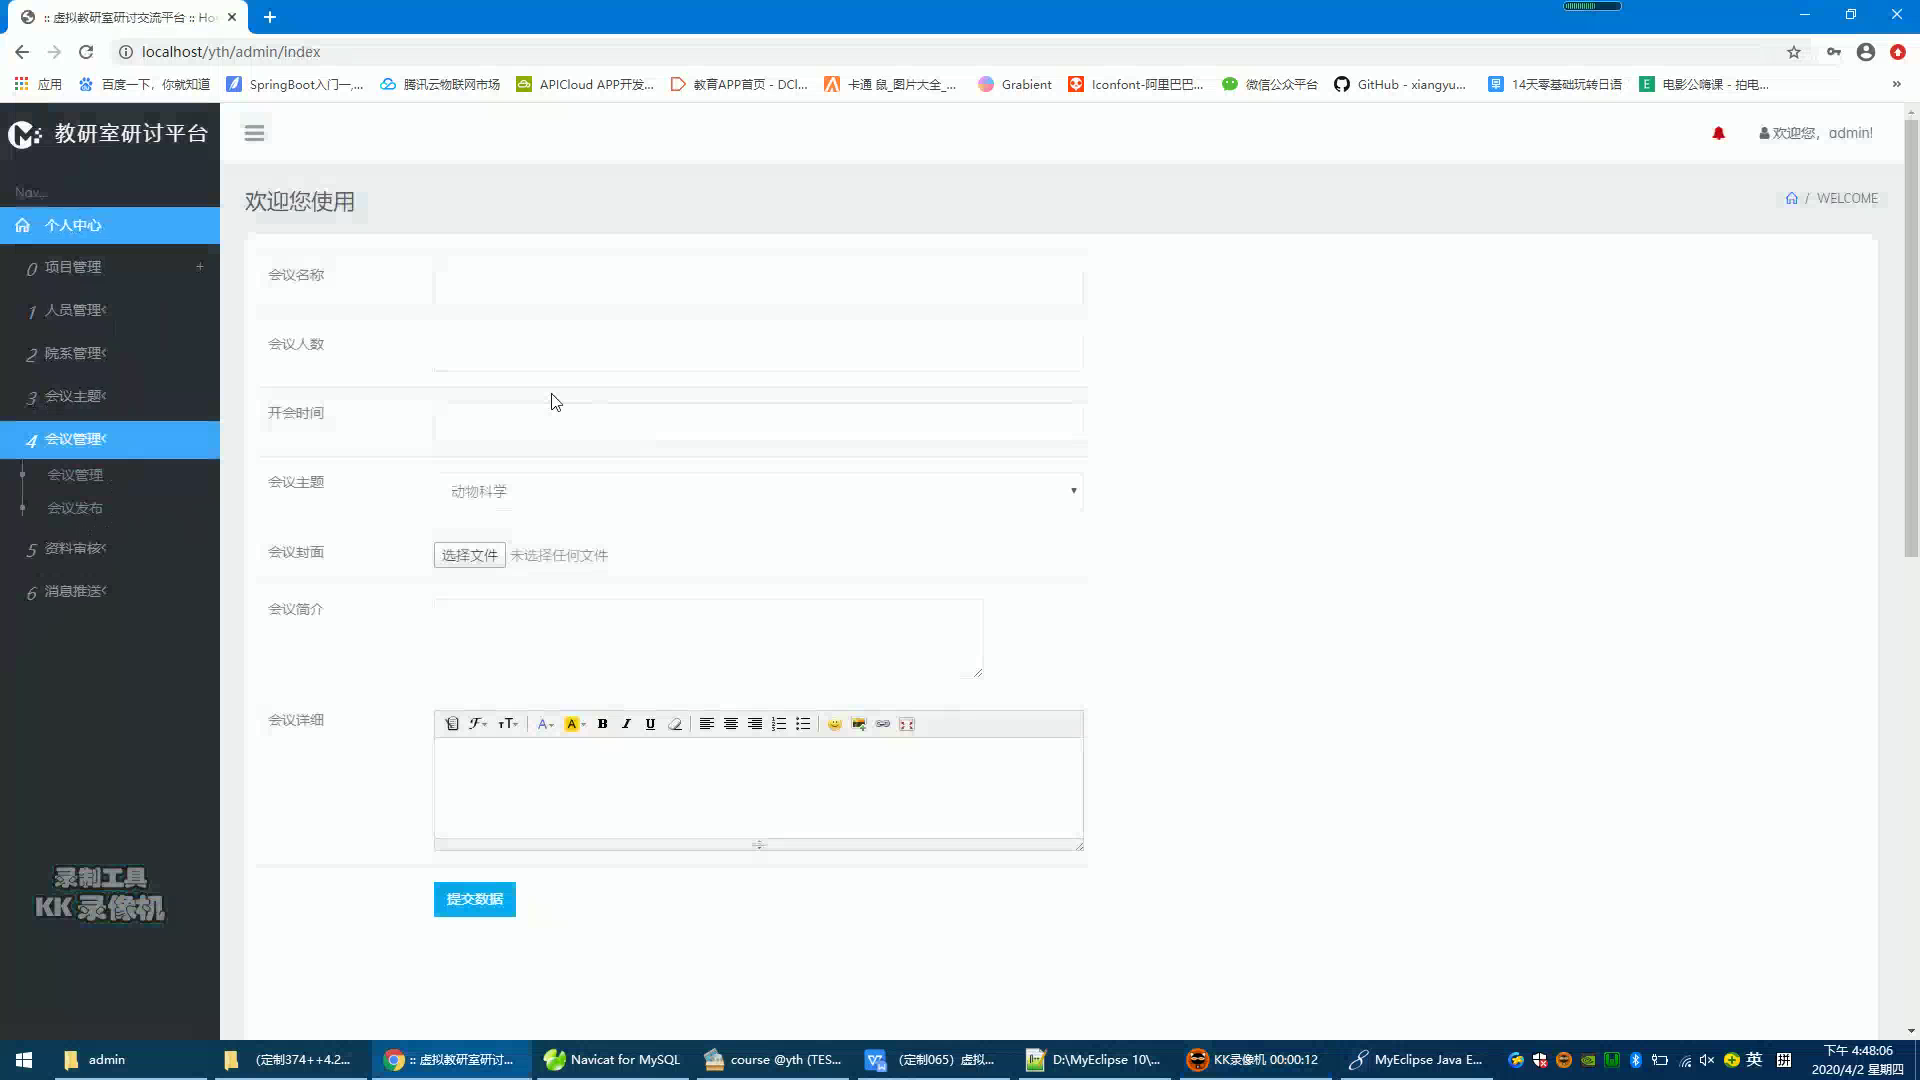 :: 虚拟教研室研讨交流平台 :: Ho
localhost/yth/admin/index
应用 百度一下，你就知道 SpringBoot入门一,... 腾讯云物联网市场 APICloud APP开发... 教育APP首页 - DCl... 卡通 鼠_图片大全_... Grabient Iconfont-阿里巴巴... 微信公众平台 GitHub - xiangyu... 14天零基础玩转日语 电影公嗨课 - 拍电...
教研室研讨平台
欢迎您，admin!
Nav...
欢迎您使用
/ WELCOME
个人中心
0 项目管理 +
1 人员管理
2 院系管理
3 会议主题
4 会议管理
会议管理
会议发布
5 资料审核
6 消息推送
会议名称
会议人数
开会时间
会议主题 动物科学
会议封面 选择文件 未选择任何文件
会议简介
会议详细
提交数据
录制工具
KK 录像机
admin (定制374++4.2... :: 虚拟教研室研讨... Navicat for MySQL course @yth (TES... (定制065）虚拟... D:\MyEclipse 10\... KK录像机 00:00:12 MyEclipse Java E... 英 拼
下午 4:48:06
2020/4/2 星期四